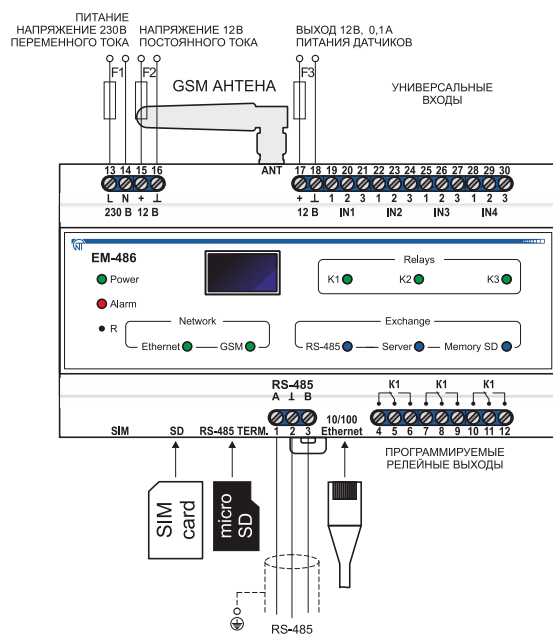 ПИТАНИЕ
НАПРЯЖЕНИЕ 230В
ПЕРЕМЕННОГО ТОКА
НАПРЯЖЕНИЕ 12В
ПОСТОЯННОГО ТОКА
ВЫХОД 12В, 0,1А
ПИТАНИЯ ДАТЧИКОВ
F1 F2 F3
GSM АНТЕНА
УНИВЕРСАЛЬНЫЕ
ВХОДЫ
ANT
13 14 15 16 17 18 19 20 21 22 23 24 25 26 27 28 29 30
L N + ⊥ + ⊥ 1 2 3 1 2 3 1 2 3 1 2 3
230 В 12 В 12 В IN1 IN2 IN3 IN4
EM-486
Power
Alarm
R
Relays
K1 K2 K3
Network
Ethernet GSM
Exchange
RS-485 Server Memory SD
RS-485
A ⊥ B
K1 K1 K1
10/100
Ethernet
SIM SD RS-485 TERM. 1 2 3
4 5 6 7 8 9 10 11 12
ПРОГРАММИРУЕМЫЕ
РЕЛЕЙНЫЕ ВЫХОДЫ
SIM
card
micro
SD
RS-485